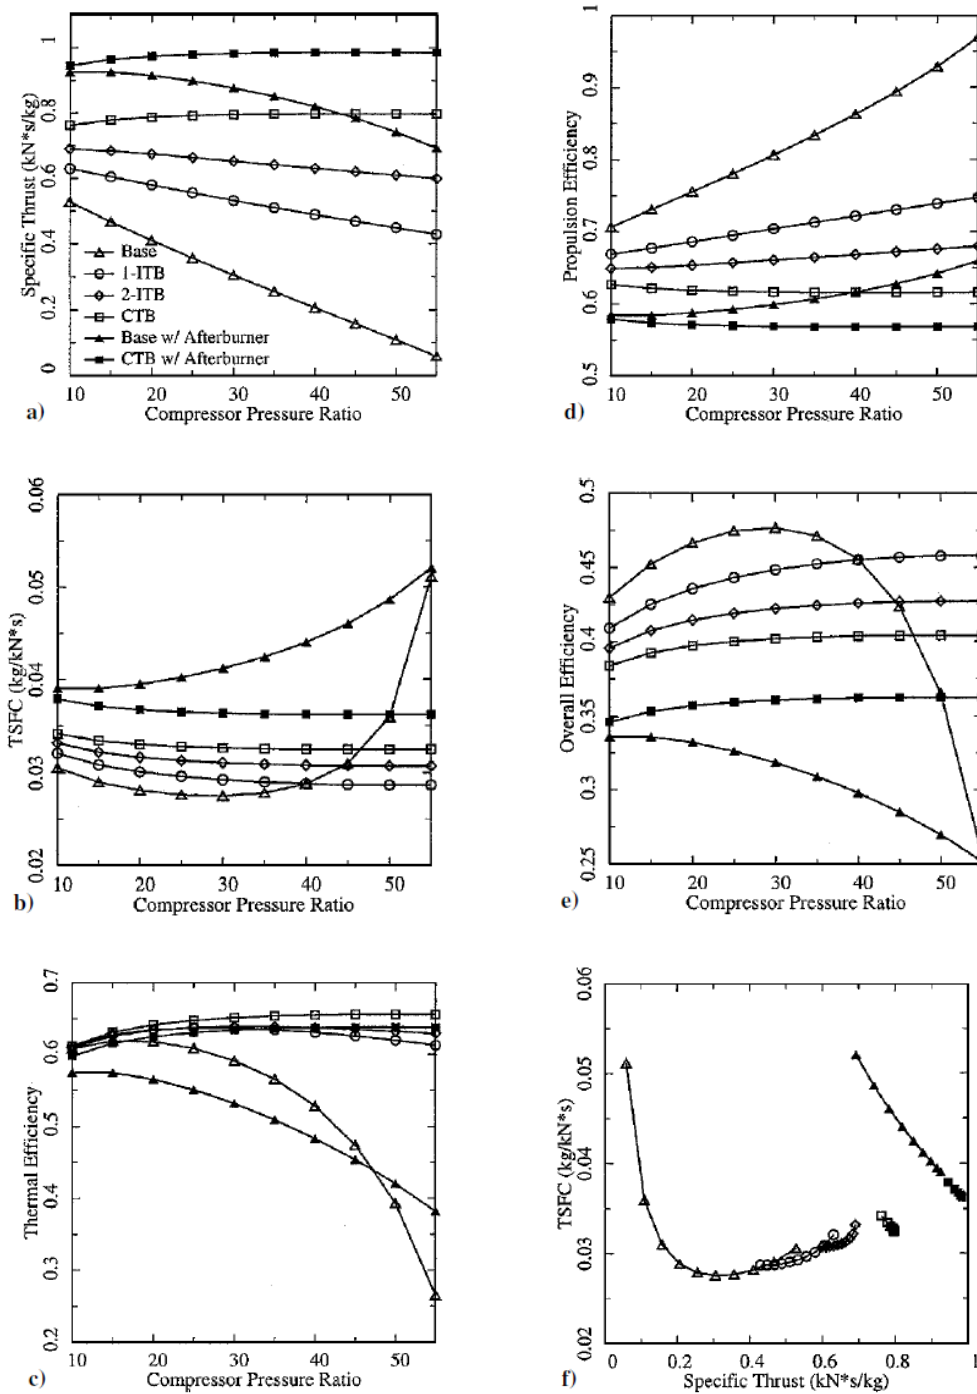 1
0.8
0.6
0.4
0.2
0
Specific Thrust (kN*s/kg)
Base
1-ITB
2-ITB
CTB
Base w/ Afterburner
CTB w/ Afterburner
10 20 30 40 50
Compressor Pressure Ratio
a)
0.9
0.8
0.7
0.6
0.5
Propulsion Efficiency
10 20 30 40 50
Compressor Pressure Ratio
d)
0.06
0.05
0.04
0.03
0.02
TSFC (kg/kN*s)
10 20 30 40 50
Compressor Pressure Ratio
b)
0.5
0.45
0.4
0.35
0.3
0.25
Overall Efficiency
10 20 30 40 50
Compressor Pressure Ratio
e)
0.7
0.6
0.5
0.4
0.3
0.2
Thermal Efficiency
10 20 30 40 50
Compressor Pressure Ratio
c)
0.06
0.05
0.04
0.03
0.02
TSFC (kg/kN*s)
0 0.2 0.4 0.6 0.8 1
Specific Thrust (kN*s/kg)
f)